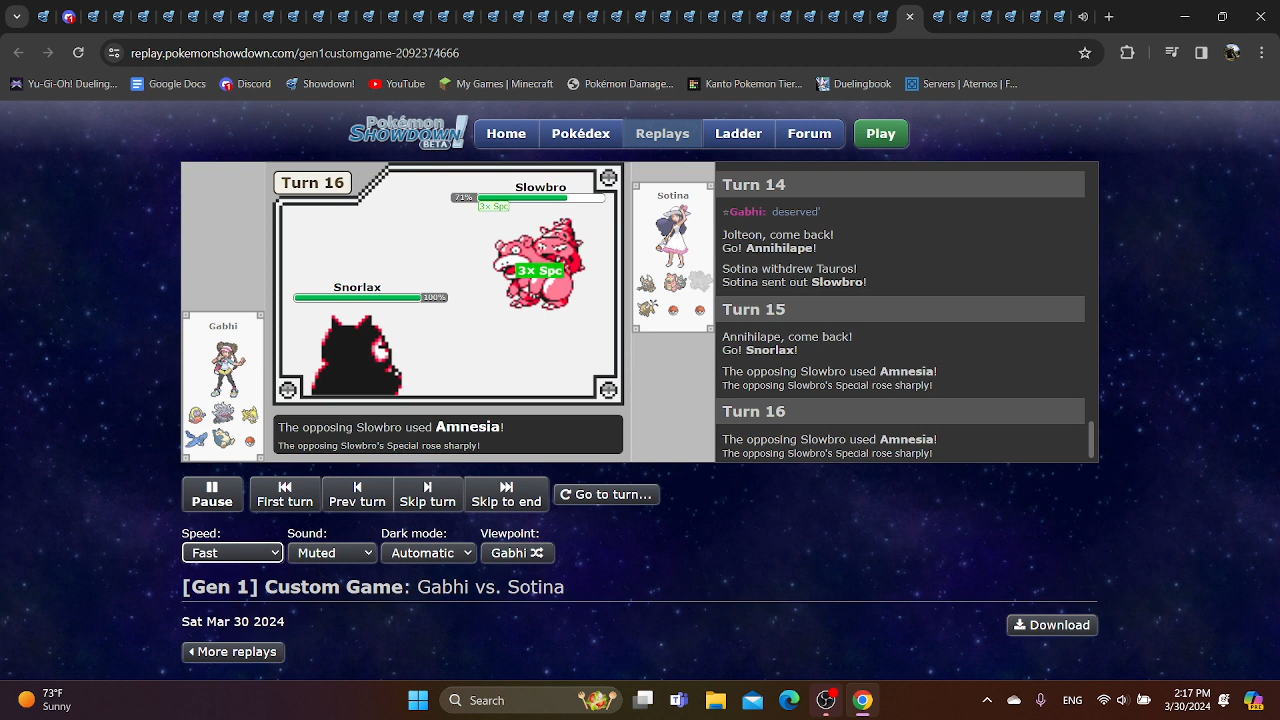 replay.pokemonshowdown.com/gen1customgame-2092374666
Yu-Gi-Oh! Dueling... Google Docs Discord Showdown! YouTube My Games | Minecraft Pokémon Damage... Kanto Pokemon Tier... Duelingbook Servers | Aternos | F...
Pokémon SHOWDOWN! BETA
Home Pokédex Replays Ladder Forum Play
Turn 16
Slowbro
71%
3× Spc
3× Spc
Snorlax
100%
Gabhi
The opposing Slowbro used Amnesia!
The opposing Slowbro's Special rose sharply!
Sotina
Turn 14
☆Gabhi: deserved'
Jolteon, come back!
Go! Annihilape!
Sotina withdrew Tauros!
Sotina sent out Slowbro!
Turn 15
Annihilape, come back!
Go! Snorlax!
The opposing Slowbro used Amnesia!
The opposing Slowbro's Special rose sharply!
Turn 16
The opposing Slowbro used Amnesia!
The opposing Slowbro's Special rose sharply!
Pause First turn Prev turn Skip turn Skip to end Go to turn...
Speed: Sound: Dark mode: Viewpoint:
Fast Muted Automatic Gabhi
[Gen 1] Custom Game: Gabhi vs. Sotina
Sat Mar 30 2024
Download
More replays
73°F
Sunny
Search
ENG
2:17 PM
3/30/2024
PRE